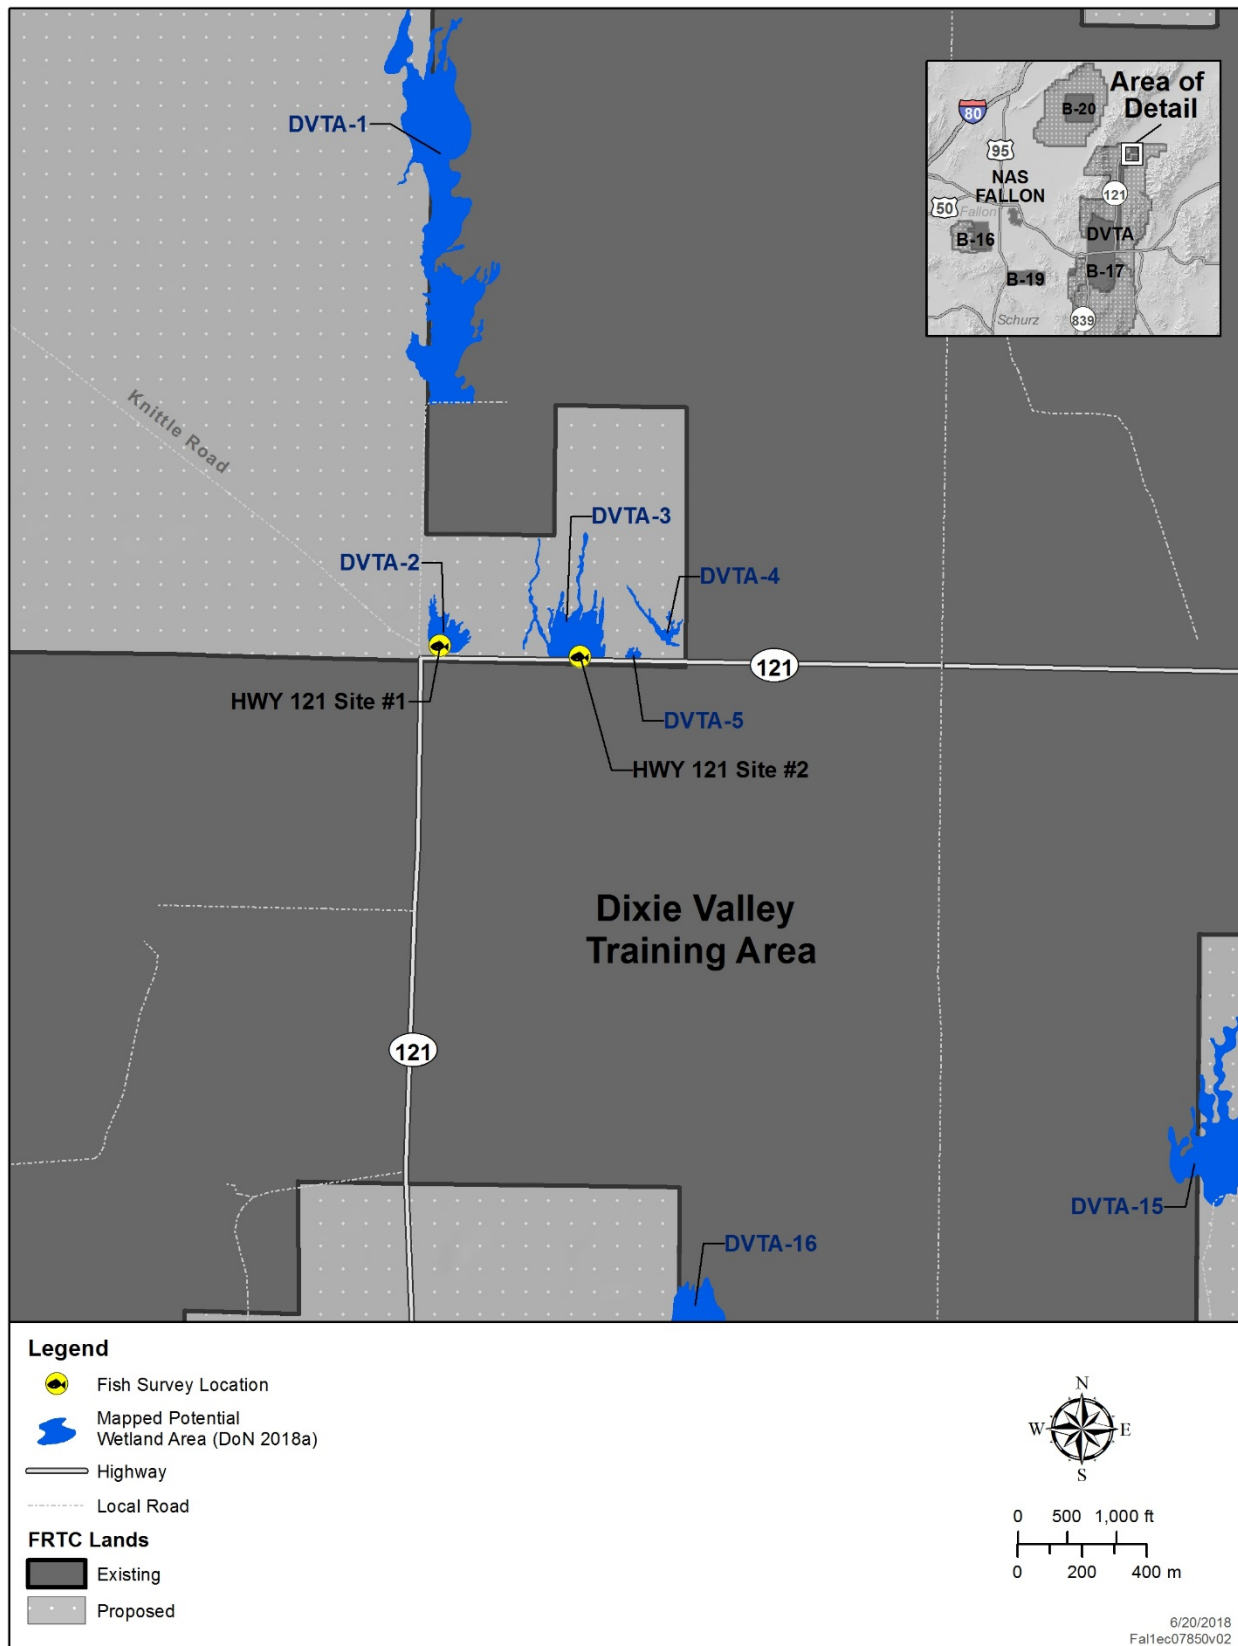 Area of
Detail
B-20
80
95
NAS
FALLON
121
50
Fallon
DVTA
B-16
B-17
B-19
Schurz
839
DVTA-1
Knittle Road
DVTA-3
DVTA-2
DVTA-4
121
HWY 121 Site #1
DVTA-5
HWY 121 Site #2
Dixie Valley
Training Area
121
DVTA-15
DVTA-16
Legend
Fish Survey Location
Mapped Potential
Wetland Area (DoN 2018a)
Highway
Local Road
FRTC Lands
Existing
Proposed
N
W E
S
0 500 1,000 ft
0 200 400 m
6/20/2018
Fal1ec07850v02